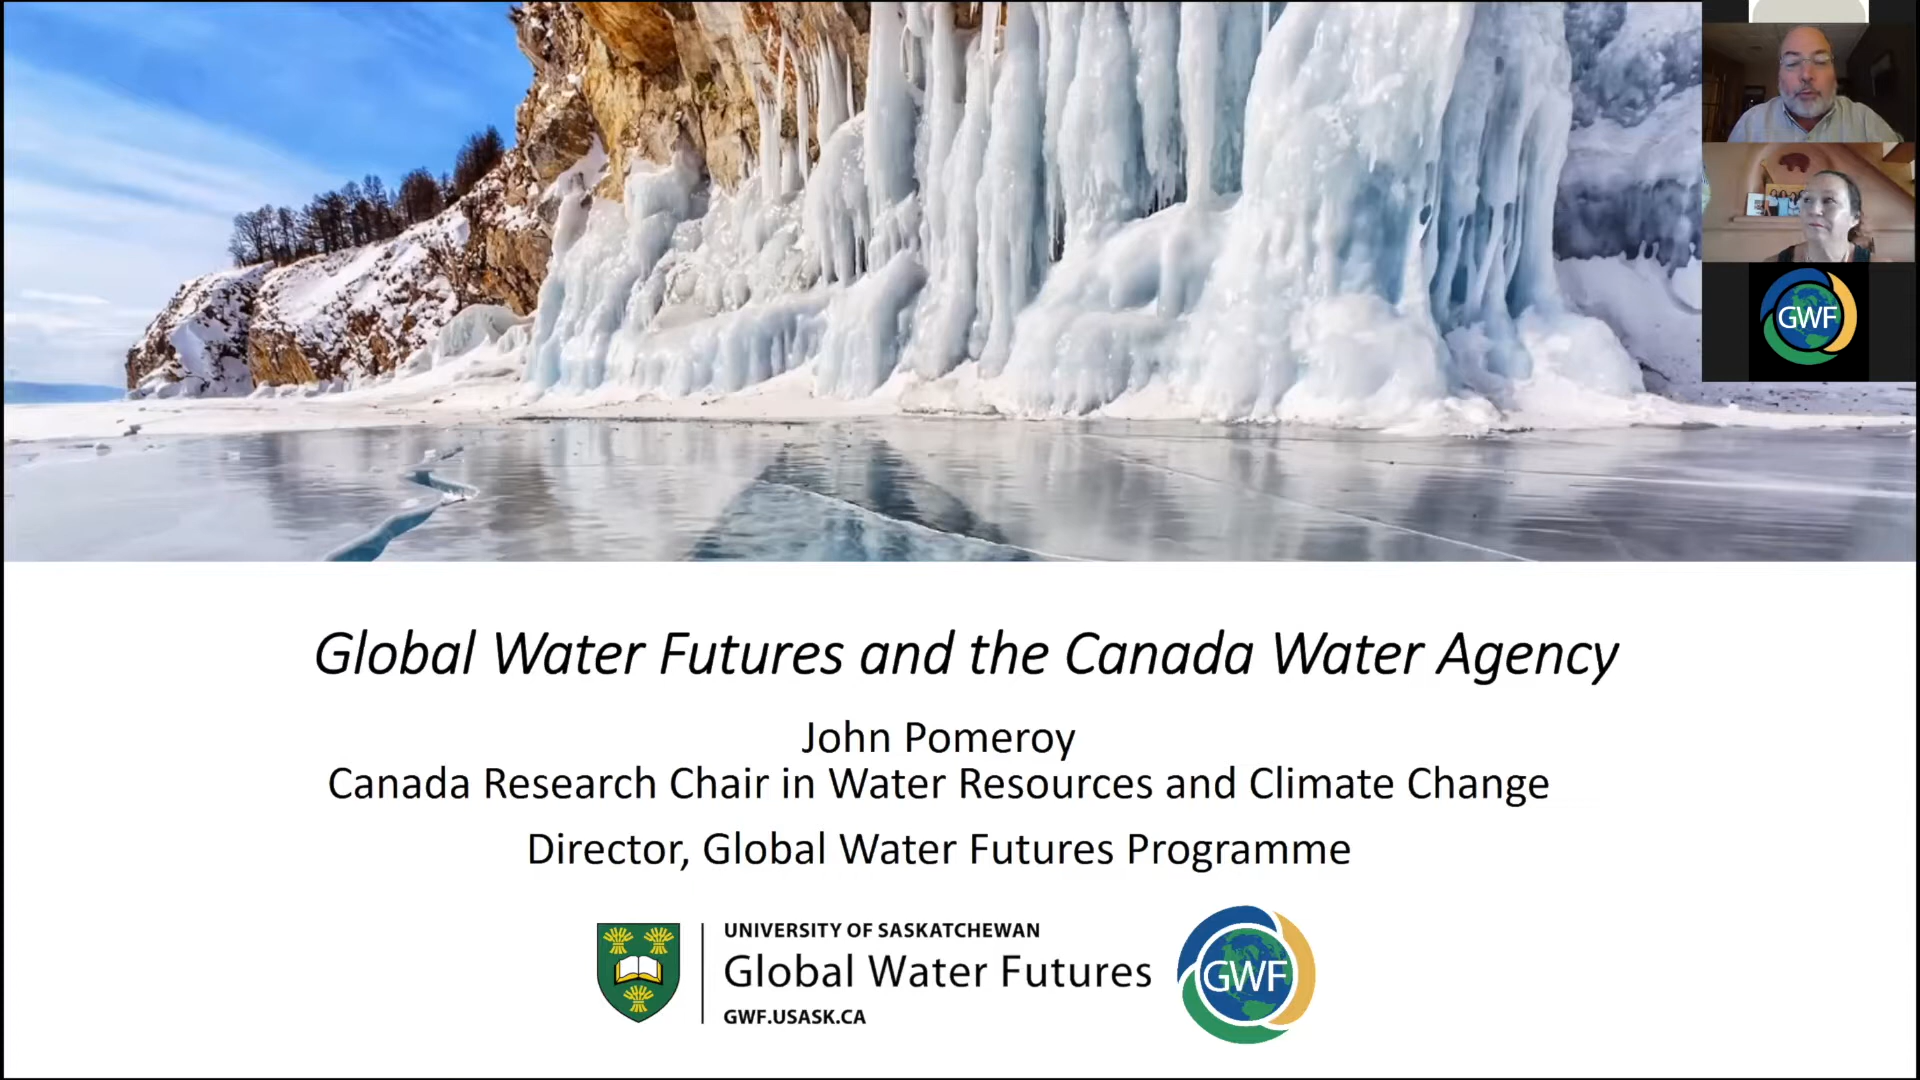 GWF
Global Water Futures and the Canada Water Agency
John Pomeroy
Canada Research Chair in Water Resources and Climate Change
Director, Global Water Futures Programme
UNIVERSITY OF SASKATCHEWAN
Global Water Futures
GWF.USASK.CA
GWF